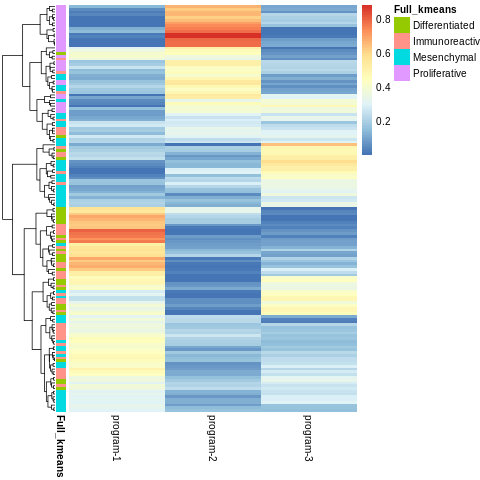 Full_kmeans
Differentiated
Immunoreactiv
Mesenchymal
Proliferative
0.8
0.6
0.4
0.2
Full_kmeans
program-1
program-2
program-3